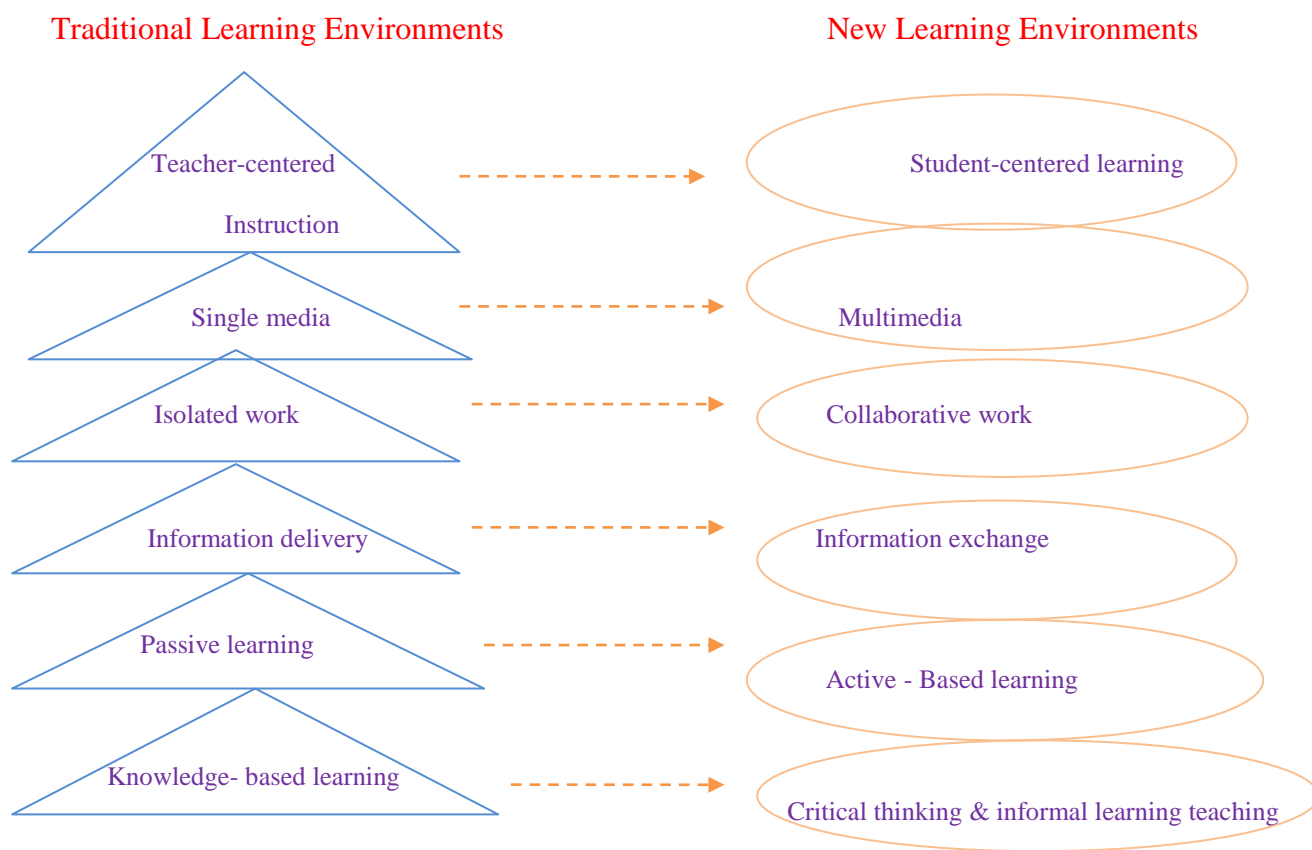 Traditional Learning Environments
New Learning Environments
Teacher-centered
Instruction
Student-centered learning
Single media
Multimedia
Isolated work
Collaborative work
Information delivery
Information exchange
Passive learning
Active - Based learning
Knowledge- based learning
Critical thinking & informal learning teaching